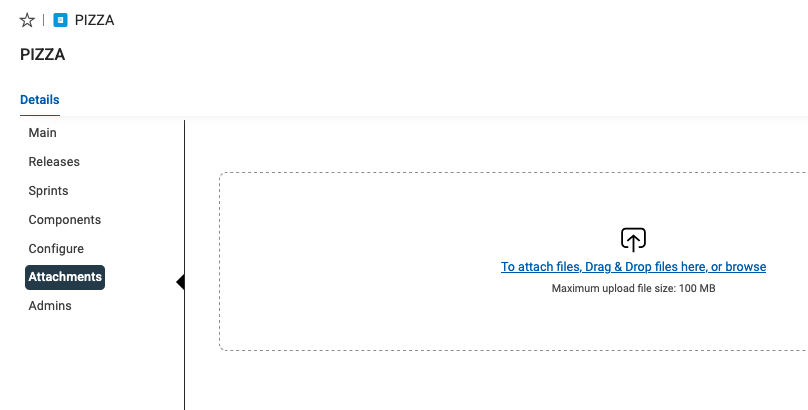 PIZZA
PIZZA
Details
Main
Releases
Sprints
Components
Configure
Attachments
Admins
To attach files, Drag & Drop files here, or browse
Maximum upload file size: 100 MB